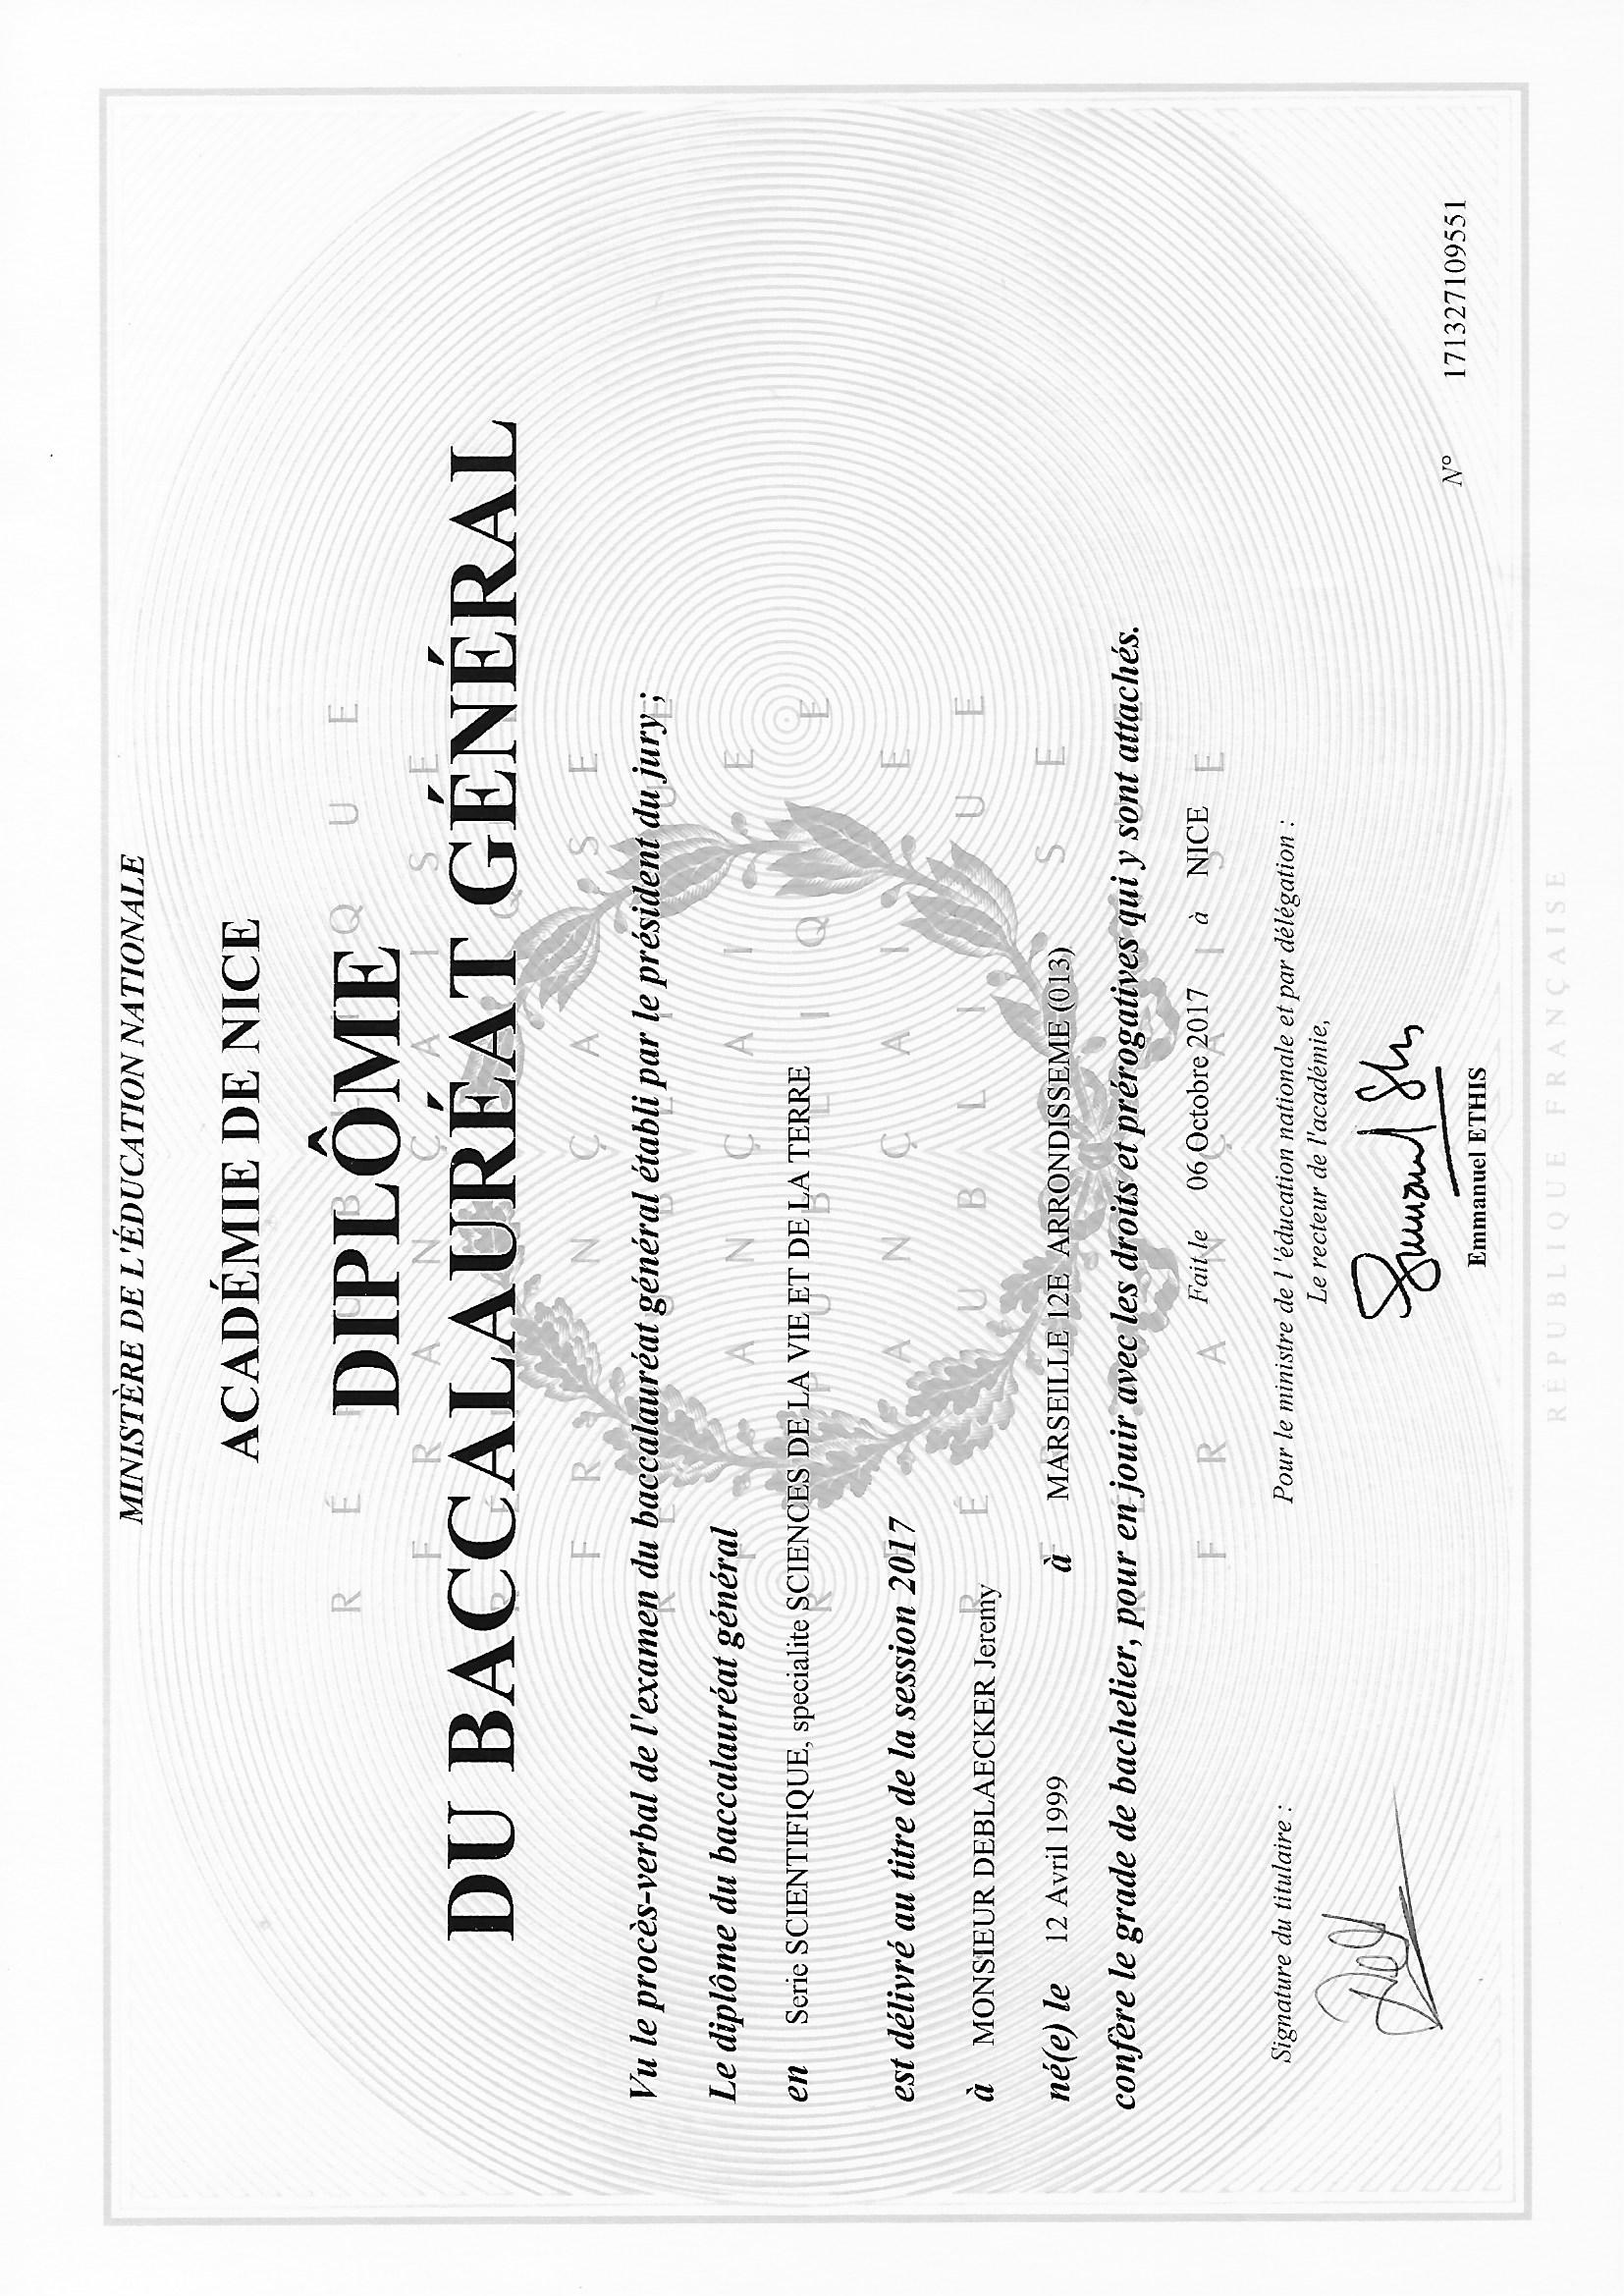 MINISTÈRE DE L'ÉDUCATION NATIONALE
ACADÉMIE DE NICE
DIPLÔME
DU BACCALAURÉAT GÉNÉRAL
Vu le procès-verbal de l'examen du baccalauréat général établi par le président du jury ;
Le diplôme du baccalauréat général
en Serie SCIENTIFIQUE, specialite SCIENCES DE LA VIE ET DE LA TERRE
est délivré au titre de la session 2017
à MONSIEUR DEBLAECKER Jeremy
né(e) le 12 Avril 1999 à MARSEILLE 12E ARRONDISSEME (013)
confère le grade de bachelier, pour en jouir avec les droits et prérogatives qui y sont attachés.
Fait le 06 Octobre 2017 à NICE
Signature du titulaire :
Pour le ministre de l'éducation nationale et par délégation :
Le recteur de l'académie,
Emmanuel ETHIS
N° 171327109551
RÉPUBLIQUE FRANÇAISE